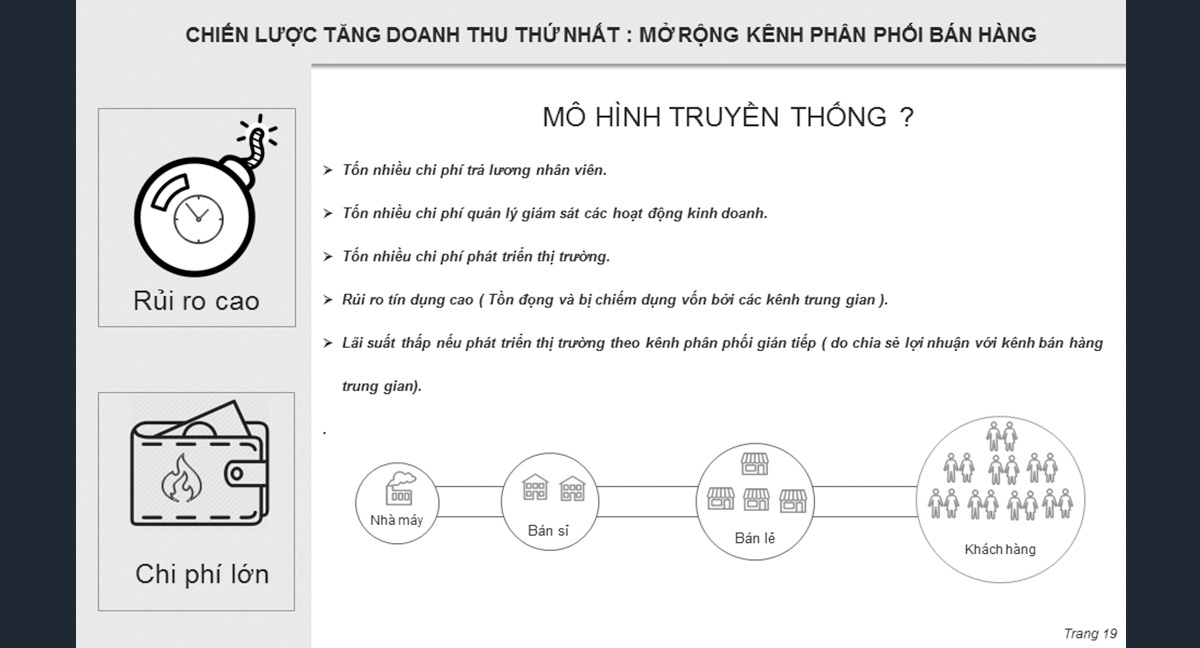 CHIẾN LƯỢC TĂNG DOANH THU THỨ NHẤT : MỞ RỘNG KÊNH PHÂN PHỐI BÁN HÀNG
Rủi ro cao
Chi phí lớn
MÔ HÌNH TRUYỀN THỐNG ?
➢ Tốn nhiều chi phí trả lương nhân viên.
➢ Tốn nhiều chi phí quản lý giám sát các hoạt động kinh doanh.
➢ Tốn nhiều chi phí phát triển thị trường.
➢ Rủi ro tín dụng cao ( Tồn đọng và bị chiếm dụng vốn bởi các kênh trung gian ).
➢ Lãi suất thấp nếu phát triển thị trường theo kênh phân phối gián tiếp ( do chia sẻ lợi nhuận với kênh bán hàng
trung gian).
.
Nhà máy
Bán sỉ
Bán lẻ
Khách hàng
Trang 19